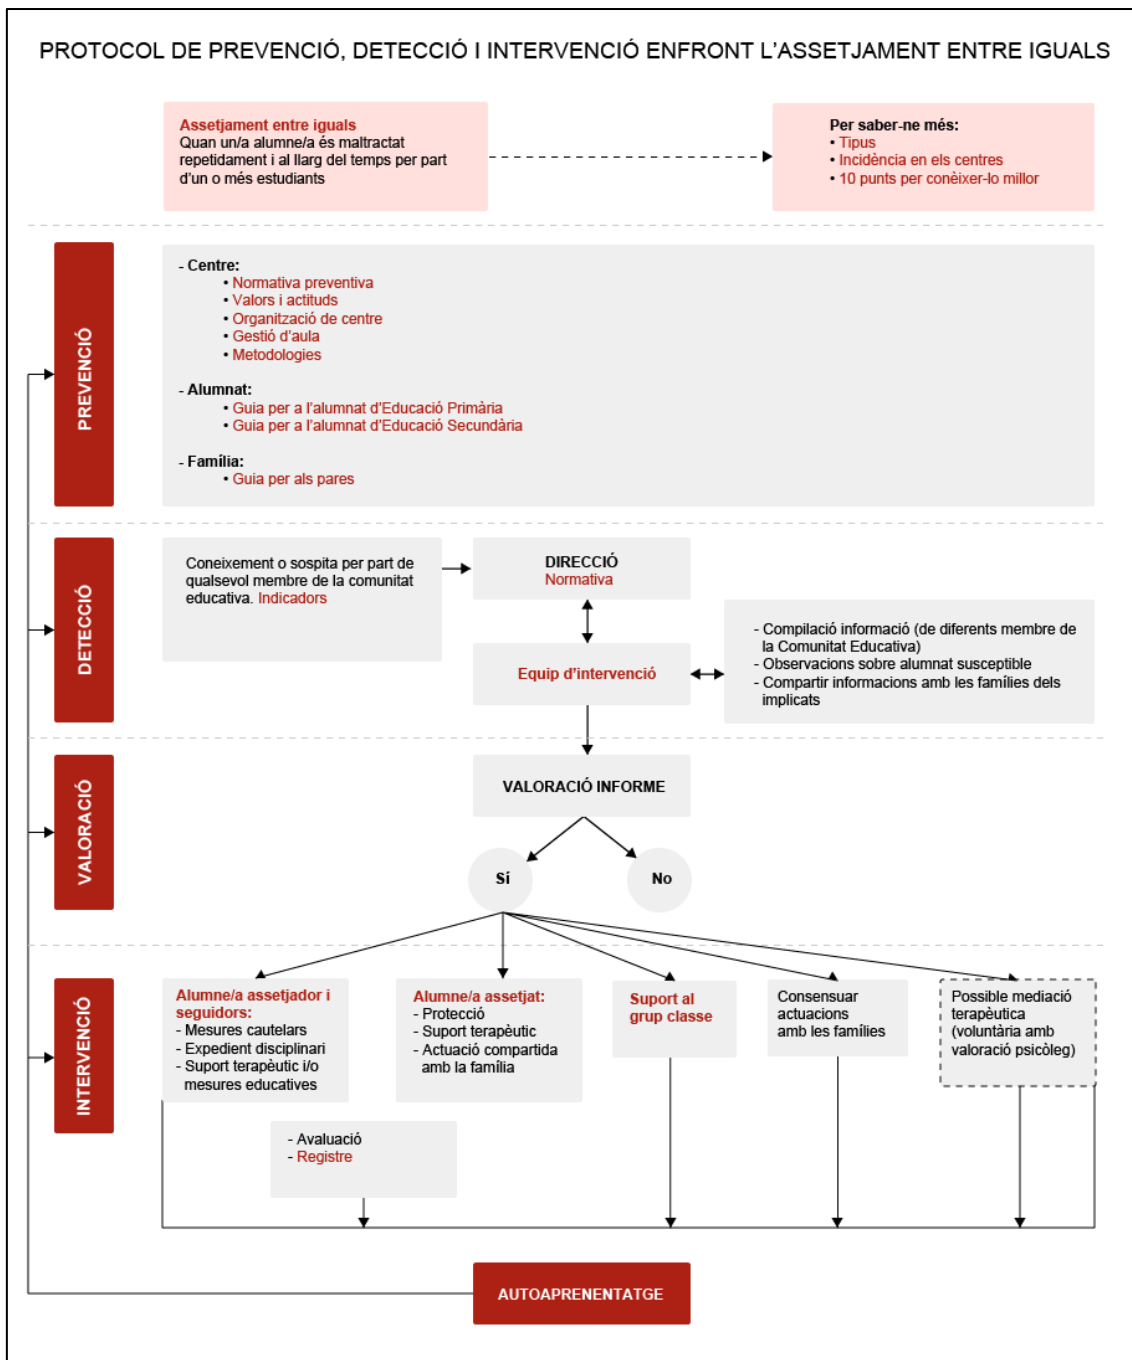 PROTOCOL DE PREVENCIÓ, DETECCIÓ I INTERVENCIÓ ENFRONT L'ASSETJAMENT ENTRE IGUALS
Assetjament entre iguals
Quan un/a alumne/a és maltractat
repetidament i al llarg del temps per part
d'un o més estudiants
Per saber-ne més:
• Tipus
• Incidència en els centres
• 10 punts per conèixer-lo millor
PREVENCIÓ
- Centre:
• Normativa preventiva
• Valors i actituds
• Organització de centre
• Gestió d'aula
• Metodologies
- Alumnat:
• Guia per a l'alumnat d'Educació Primària
• Guia per a l'alumnat d'Educació Secundària
- Família:
• Guia per als pares
DETECCIÓ
Coneixement o sospita per part de
qualsevol membre de la comunitat
educativa. Indicadors
DIRECCIÓ
Normativa
Equip d'intervenció
- Compilació informació (de diferents membre de
la Comunitat Educativa)
- Observacions sobre alumnat susceptible
- Compartir informacions amb les famílies dels
implicats
VALORACIÓ
VALORACIÓ INFORME
Sí
No
INTERVENCIÓ
Alumne/a assetjador i
seguidors:
- Mesures cautelars
- Expedient disciplinari
- Suport terapèutic i/o
mesures educatives
Alumne/a assetjat:
- Protecció
- Suport terapèutic
- Actuació compartida
amb la família
Suport al
grup classe
Consensuar
actuacions
amb les famílies
Possible mediació
terapèutica
(voluntària amb
valoració psicòleg)
- Avaluació
- Registre
AUTOAPRENENTATGE